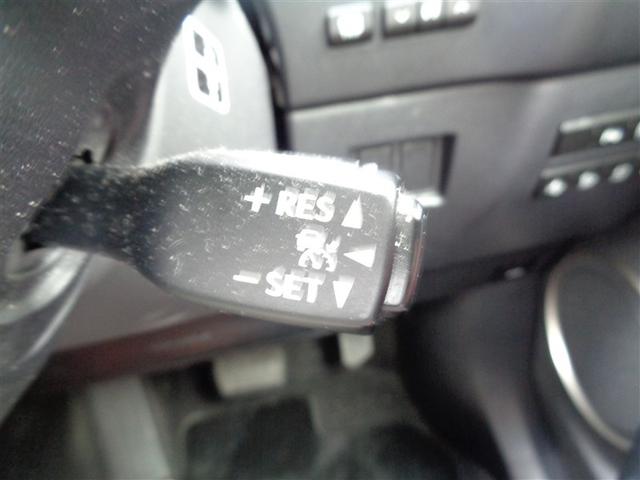 + RES ▲
◀
− SET ▼